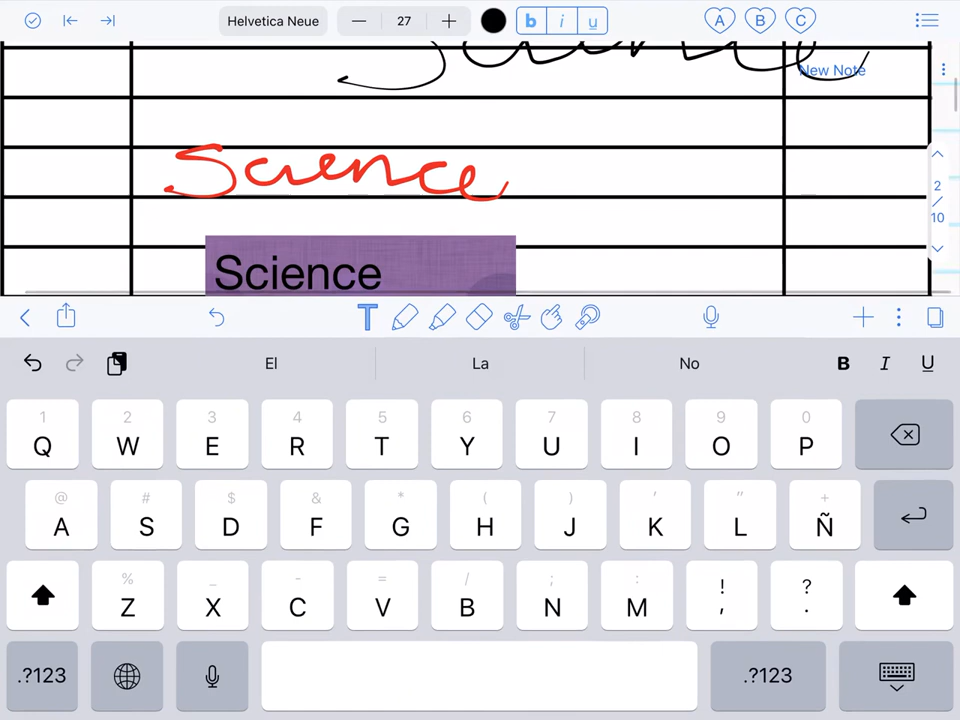 Helvetica Neue — 27 + b i u A B C
Science
New Note
Science
2
/
10
Science
T
El La No B I U
1 2 3 4 5 6 7 8 9 0
Q W E R T Y U I O P
@ # $ & * ( ) ' " +
A S D F G H J K L Ñ
% _ - = / ; : ! ?
Z X C V B N M , .
.?123 .?123